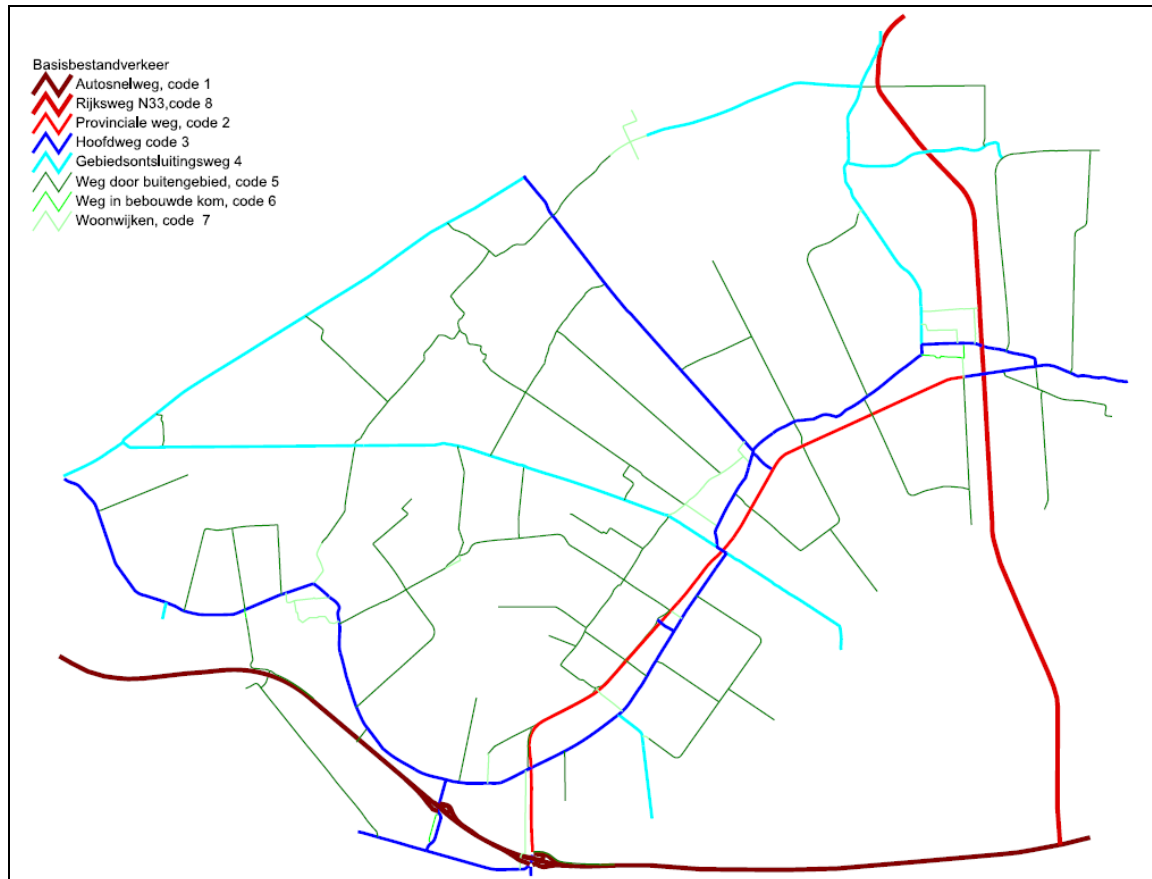 Basisbestandverkeer
Autosnelweg, code 1
Rijksweg N33,code 8
Provinciale weg, code 2
Hoofdweg code 3
Gebiedsontsluitingsweg 4
Weg door buitengebied, code 5
Weg in bebouwde kom, code 6
Woonwijken, code 7